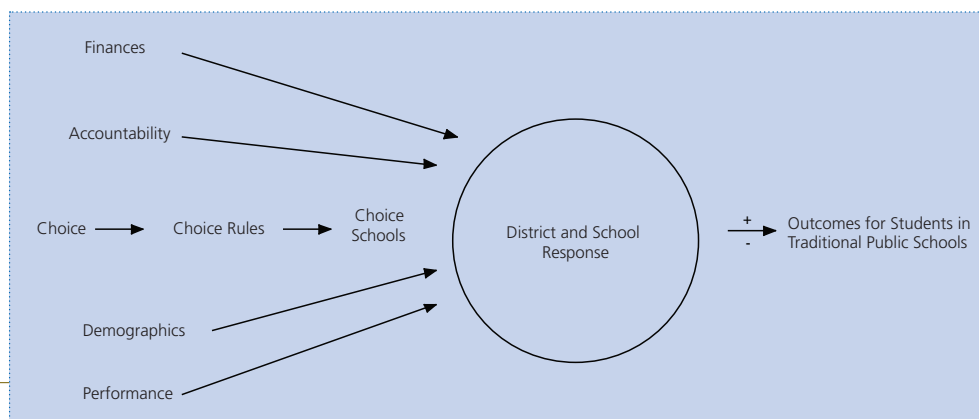 Finances
Accountability
Choice
Choice Rules
Choice
Schools
District and School
Response
+
-
Outcomes for Students in
Traditional Public Schools
Demographics
Performance